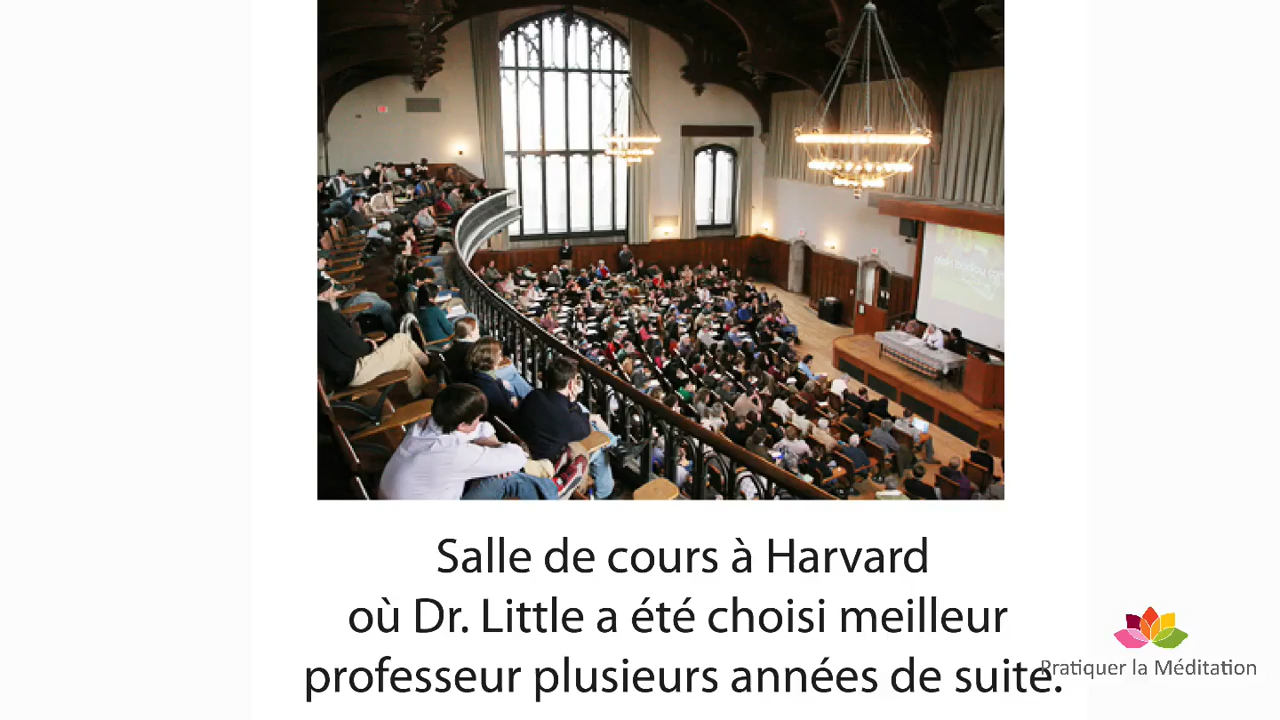 Salle de cours à Harvard
où Dr. Little a été choisi meilleur
professeur plusieurs années de suite.
Pratiquer la Méditation